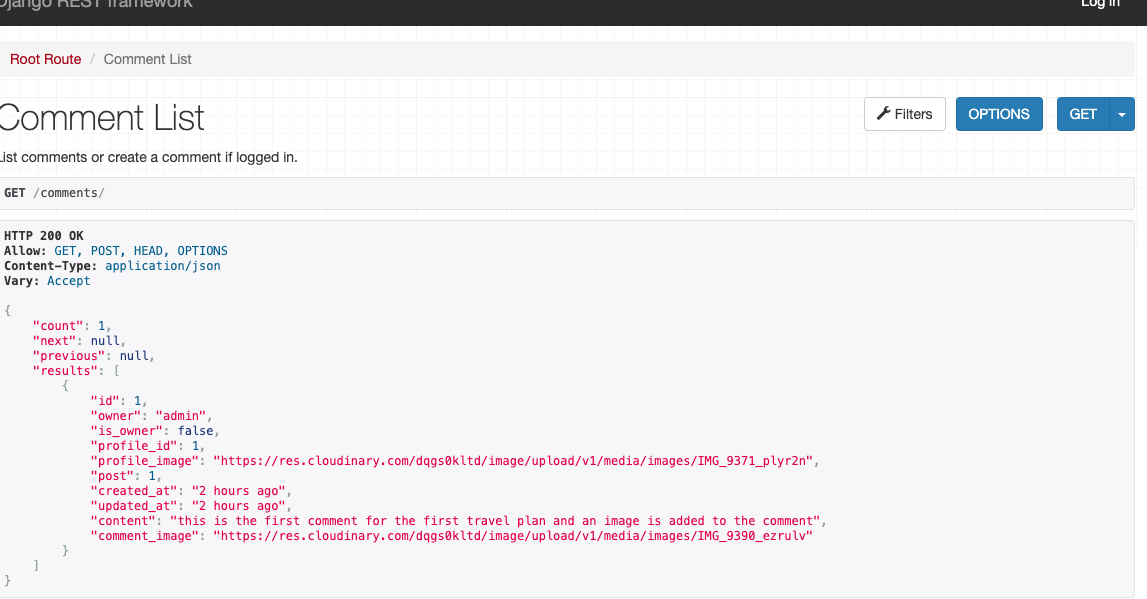 Django REST framework
Log in
Root Route / Comment List
Comment List
Filters
OPTIONS
GET
List comments or create a comment if logged in.
GET /comments/
HTTP 200 OK
Allow: GET, POST, HEAD, OPTIONS
Content-Type: application/json
Vary: Accept
{
    "count": 1,
    "next": null,
    "previous": null,
    "results": [
        {
            "id": 1,
            "owner": "admin",
            "is_owner": false,
            "profile_id": 1,
            "profile_image": "https://res.cloudinary.com/dqgs0kltd/image/upload/v1/media/images/IMG_9371_plyr2n",
            "post": 1,
            "created_at": "2 hours ago",
            "updated_at": "2 hours ago",
            "content": "this is the first comment for the first travel plan and an image is added to the comment",
            "comment_image": "https://res.cloudinary.com/dqgs0kltd/image/upload/v1/media/images/IMG_9390_ezrulv"
        }
    ]
}